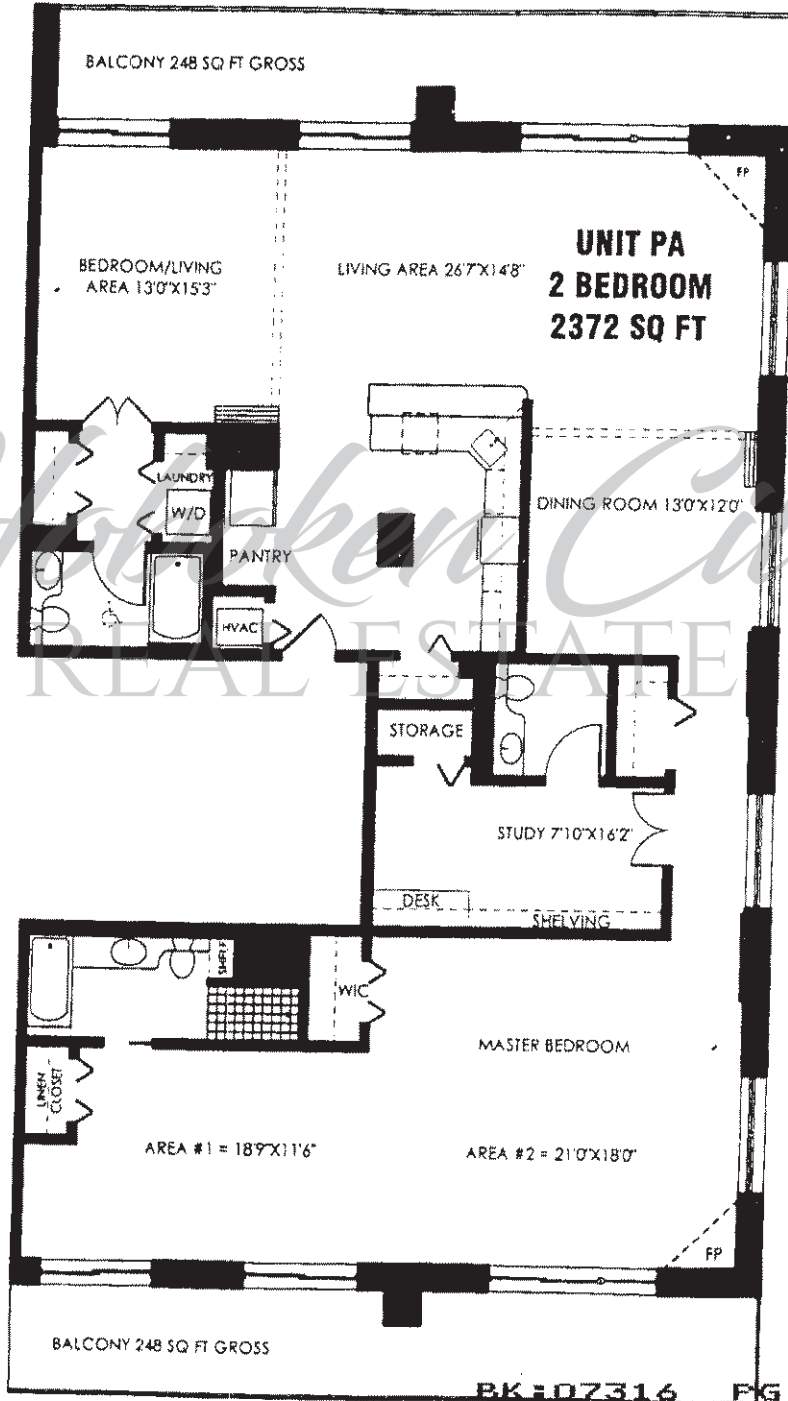 BALCONY 248 SQ FT GROSS
FP
UNIT PA
2 BEDROOM
2372 SQ FT
BEDROOM/LIVING
AREA 13'0"X15'3"
LIVING AREA 26'7"X14'8"
LAUNDRY
W/D
DINING ROOM 13'0"X12'0"
PANTRY
HVAC
Hoboken City
REAL ESTATE
STORAGE
STUDY 7'10"X16'2"
DESK
SHELVING
WIC
MASTER BEDROOM
LINEN
CLOSET
AREA #1 = 18'9"X11'6"
AREA #2 = 21'0"X18'0"
FP
BALCONY 248 SQ FT GROSS
BK:07316 PG